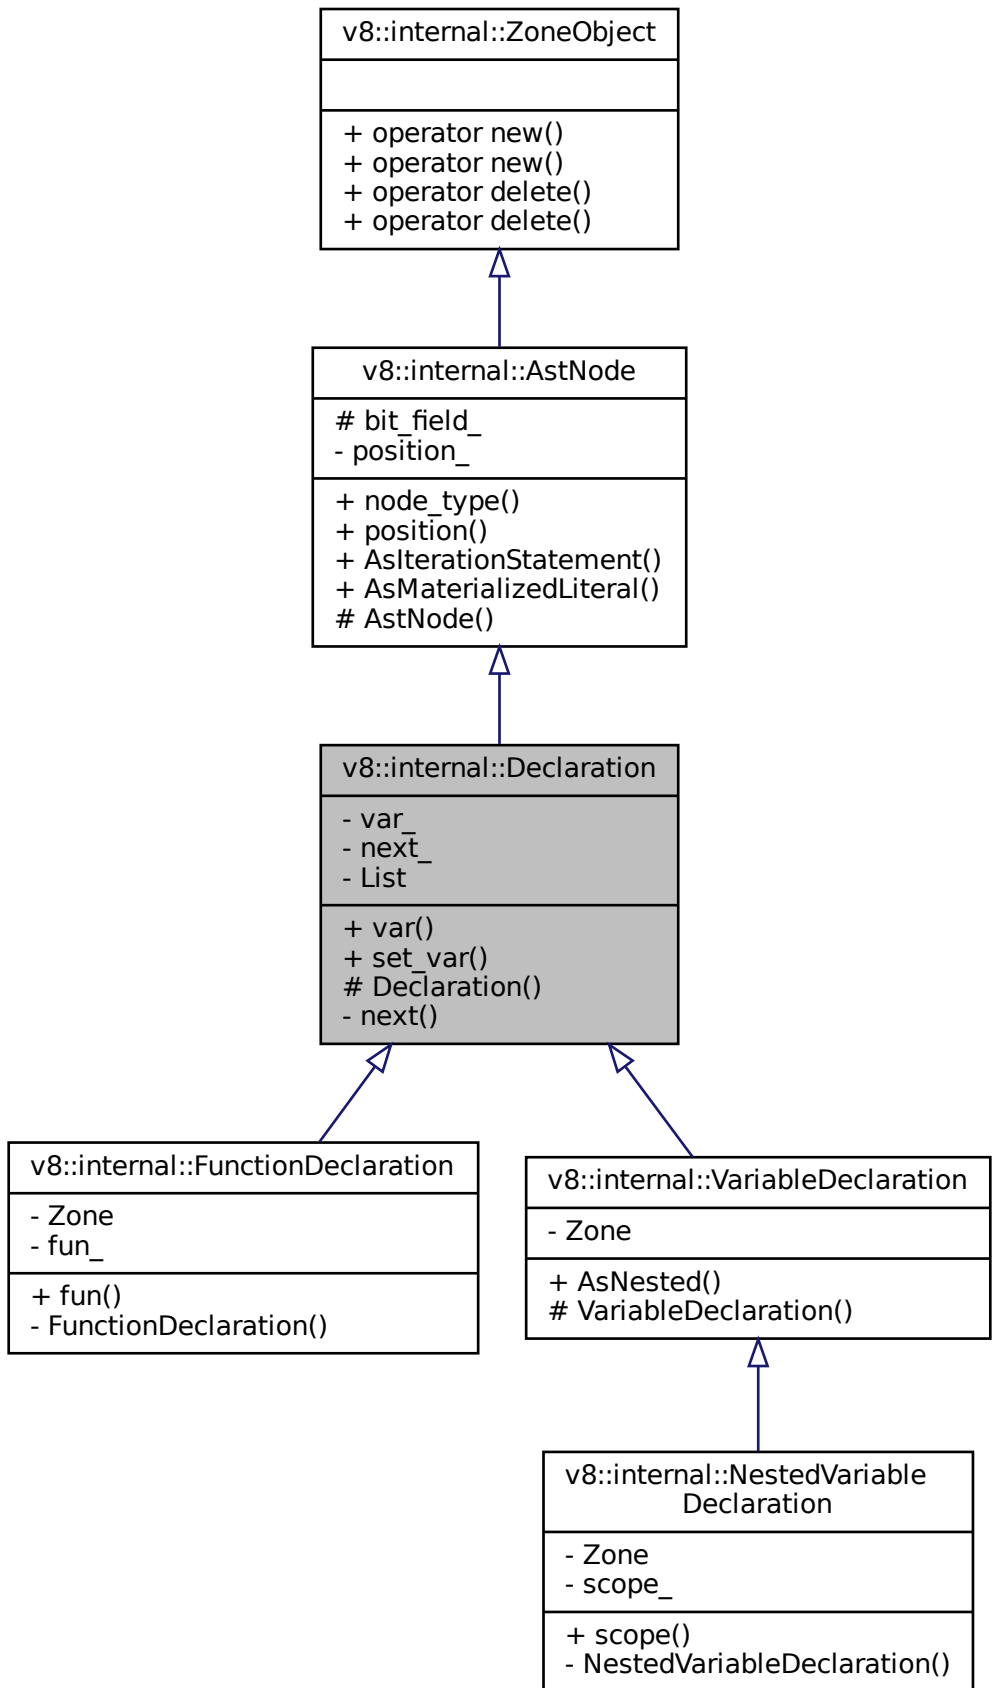 v8::internal::ZoneObject
+ operator new()
+ operator new()
+ operator delete()
+ operator delete()
v8::internal::AstNode
# bit_field_
- position_
+ node_type()
+ position()
+ AsIterationStatement()
+ AsMaterializedLiteral()
# AstNode()
v8::internal::Declaration
- var_
- next_
- List
+ var()
+ set_var()
# Declaration()
- next()
v8::internal::FunctionDeclaration
- Zone
- fun_
+ fun()
- FunctionDeclaration()
v8::internal::VariableDeclaration
- Zone
+ AsNested()
# VariableDeclaration()
v8::internal::NestedVariable
Declaration
- Zone
- scope_
+ scope()
- NestedVariableDeclaration()